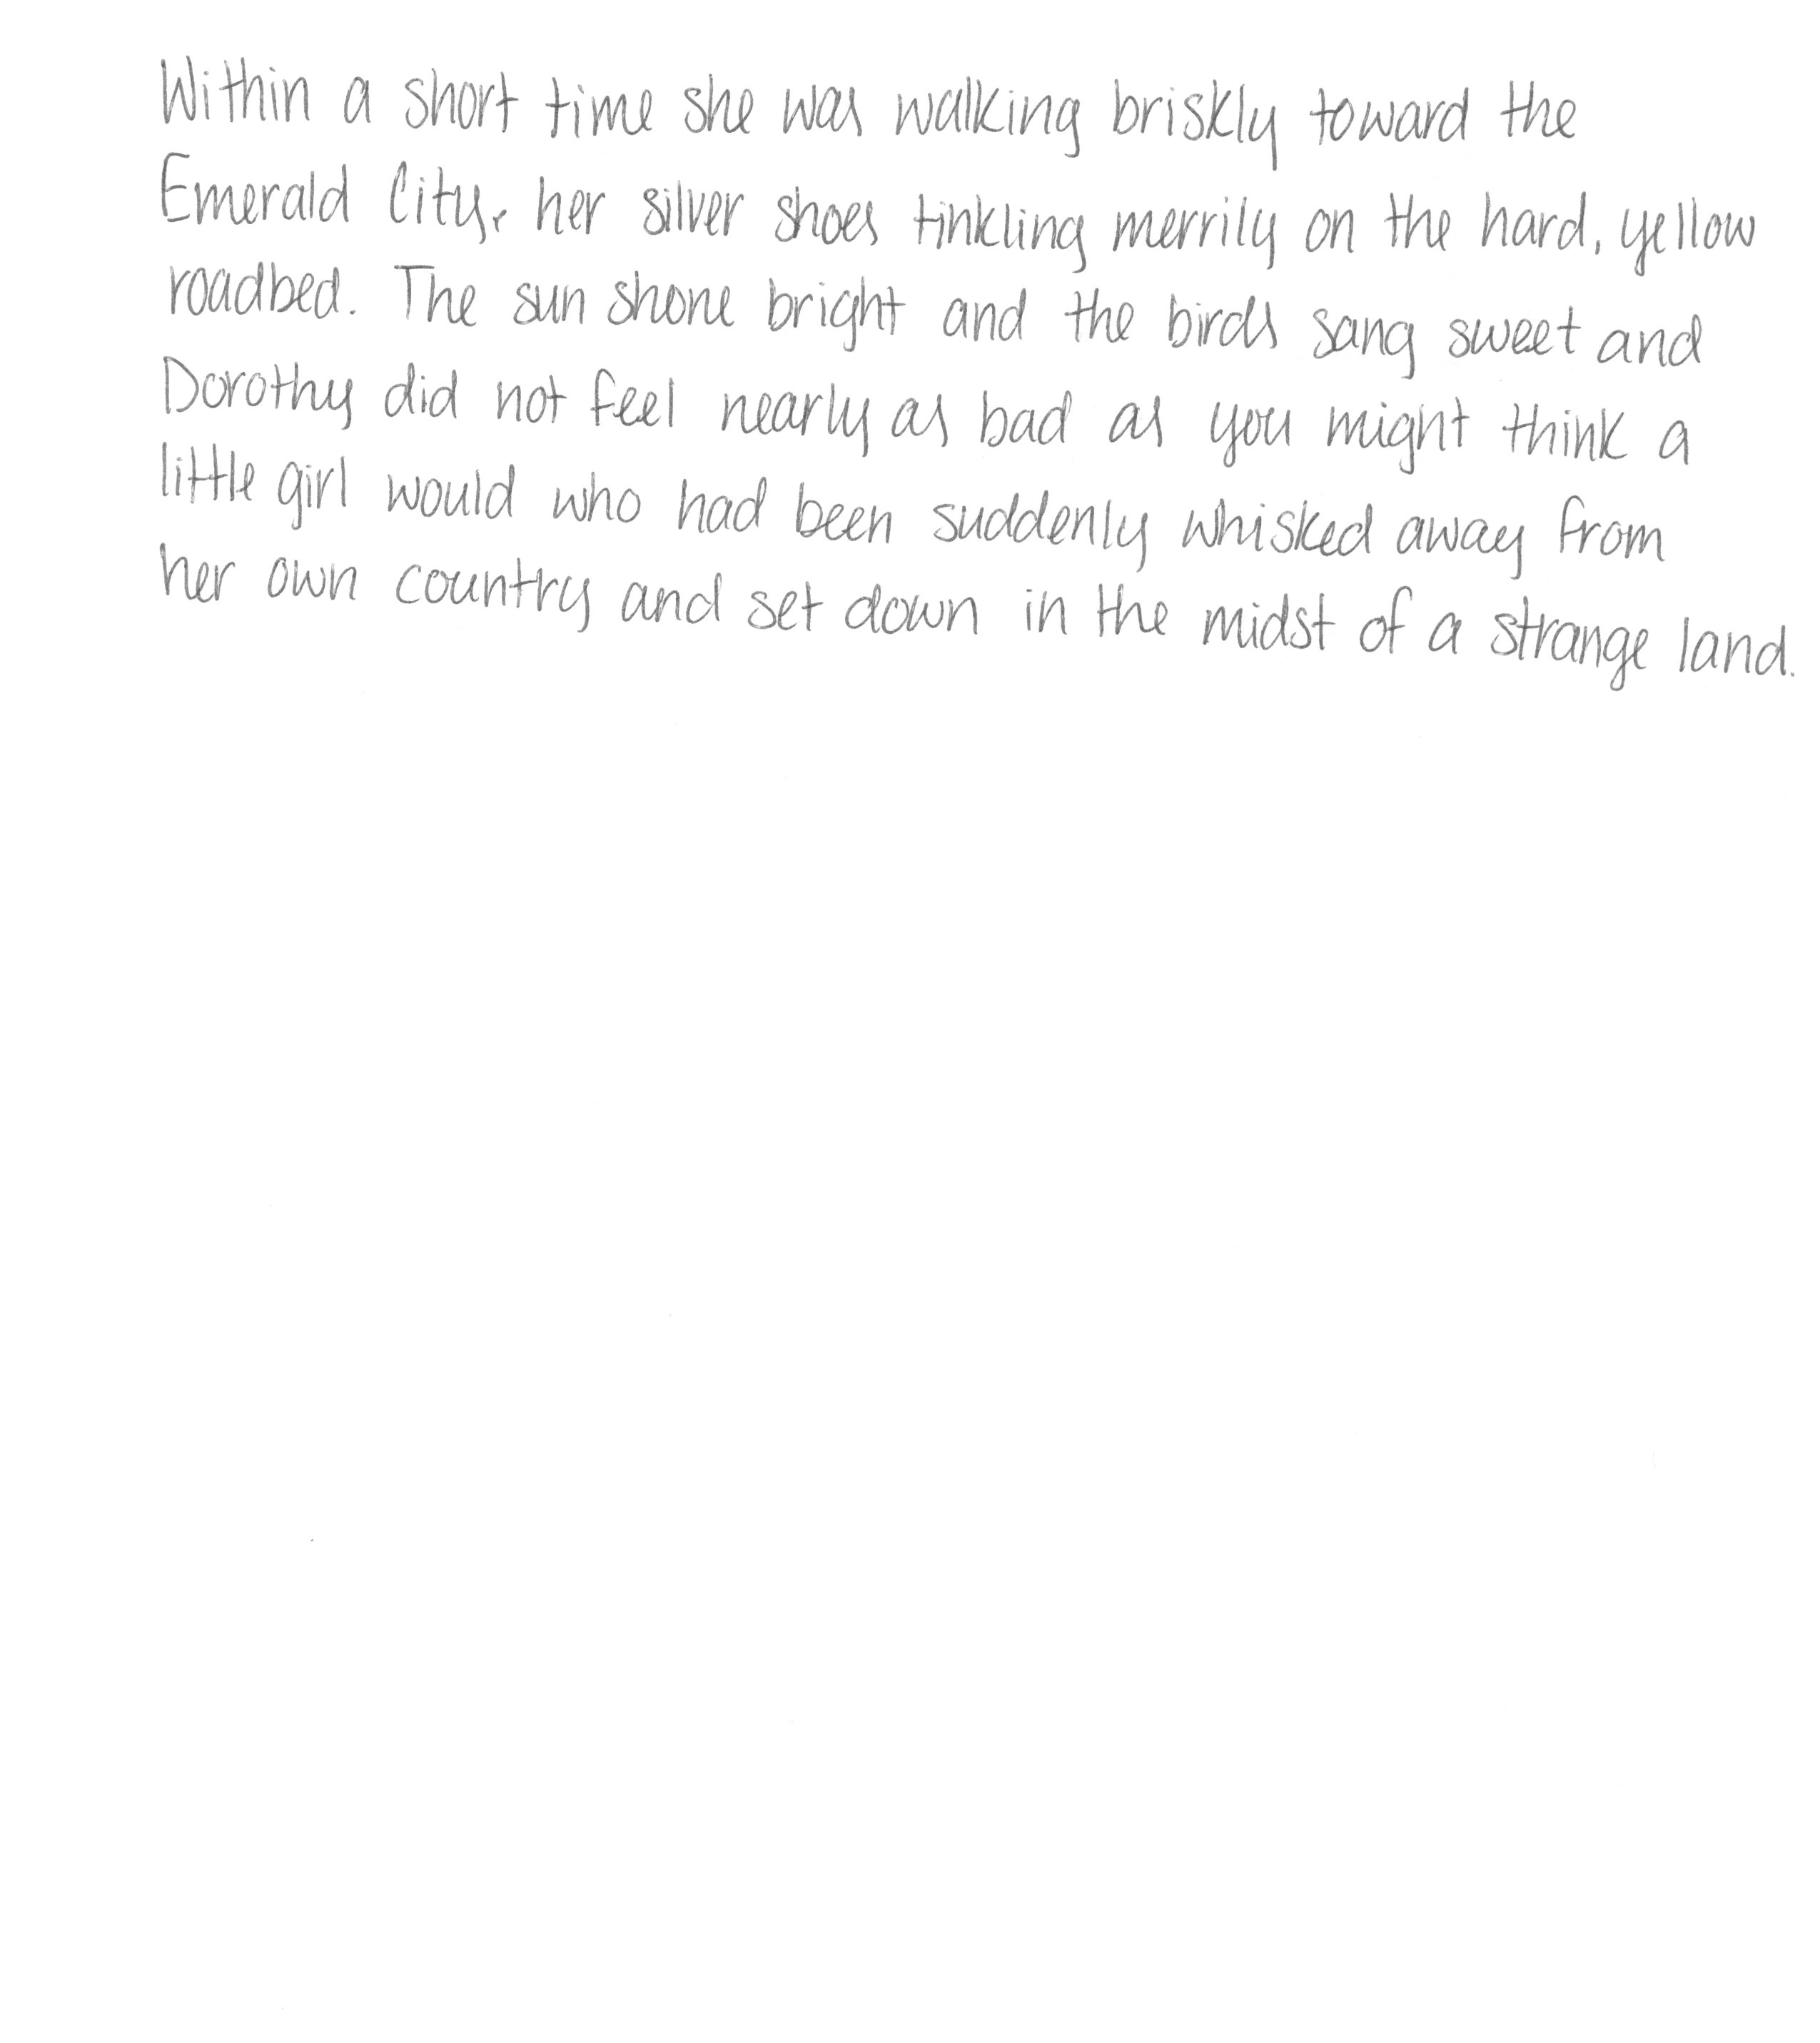 Within a short time she was walking briskly toward the
Emerald City, her silver shoes tinkling merrily on the hard, yellow
roadbed. The sun shone bright and the birds sang sweet and
Dorothy did not feel nearly as bad as you might think a
little girl would who had been suddenly whisked away from
her own country and set down in the midst of a strange land.